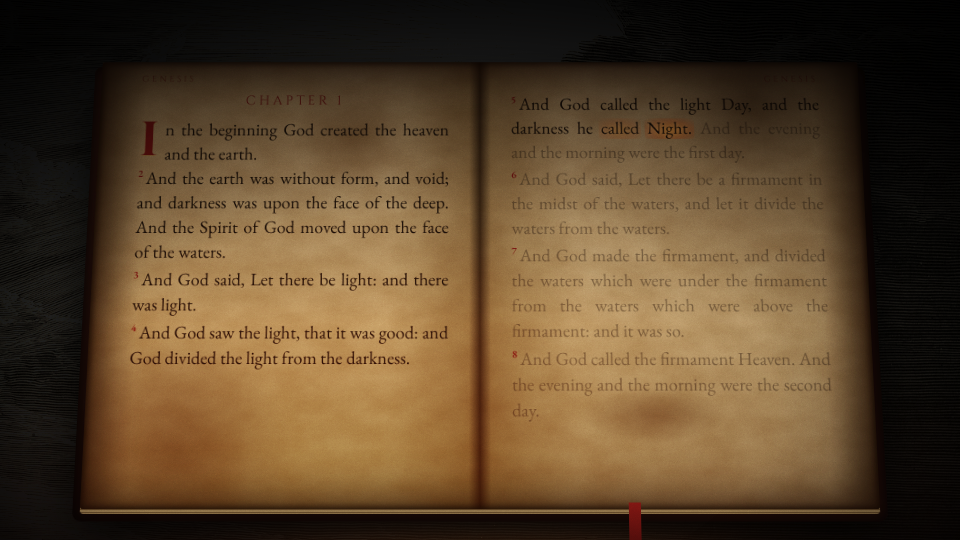 GENESIS
CHAPTER I
In the beginning God created the heaven
and the earth.
2 And the earth was without form, and void;
and darkness was upon the face of the deep.
And the Spirit of God moved upon the face
of the waters.
3 And God said, Let there be light: and there
was light.
4 And God saw the light, that it was good: and
God divided the light from the darkness.
5 And God called the light Day, and the
darkness he called Night. And the evening
and the morning were the first day.
6 And God said, Let there be a firmament in
the midst of the waters, and let it divide the
waters from the waters.
7 And God made the firmament, and divided
the waters which were under the firmament
from the waters which were above the
firmament: and it was so.
8 And God called the firmament Heaven. And
the evening and the morning were the second
day.